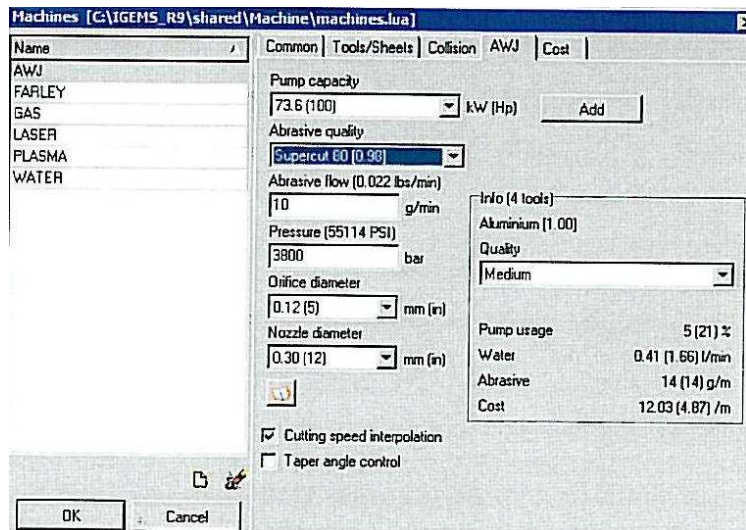 Machines [C:\IGEMS_R9\shared\Machine\machines.lua]
Name
AWJ
FARLEY
GAS
LASER
PLASMA
WATER
OK
Cancel
Common
Tools/Sheets
Collision
AWJ
Cost
Pump capacity
73.6 (100)
kW (Hp)
Add
Abrasive quality
Supercut 80 [0.98]
Abrasive flow (0.022 lbs/min)
10
g/min
Pressure (55114 PSI)
3800
bar
Orifice diameter
0.12 (5)
mm (in)
Nozzle diameter
0.30 (12)
mm (in)
Cutting speed interpolation
Taper angle control
Info (4 tools)
Aluminium [1.00]
Quality
Medium
Pump usage 5 (21) %
Water 0.41 (1.66) l/min
Abrasive 14 (14) g/m
Cost 12.03 (4.87) /m